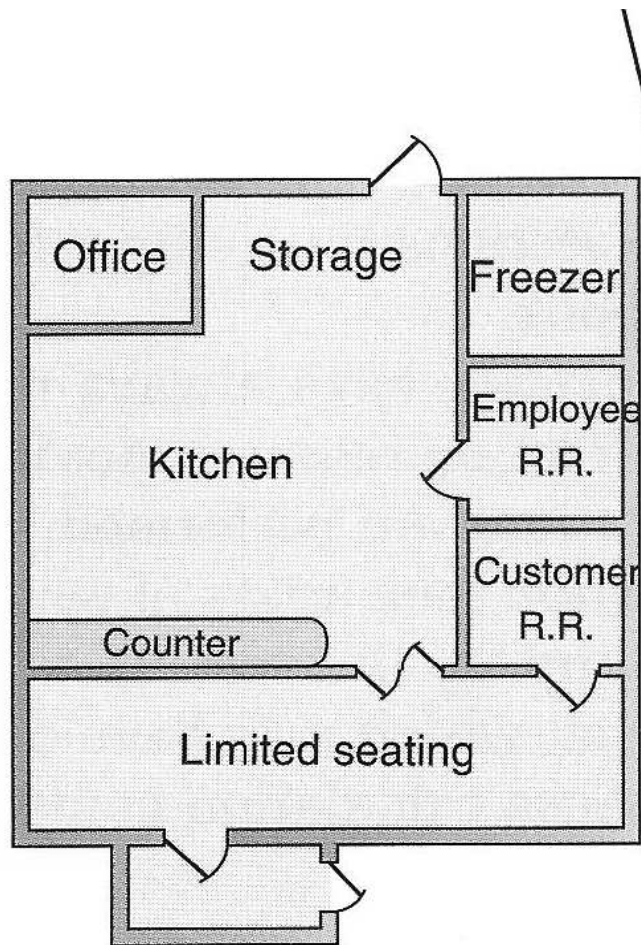 Office
Storage
Freezer
Employee
R.R.
Kitchen
Customer
R.R.
Counter
Limited seating